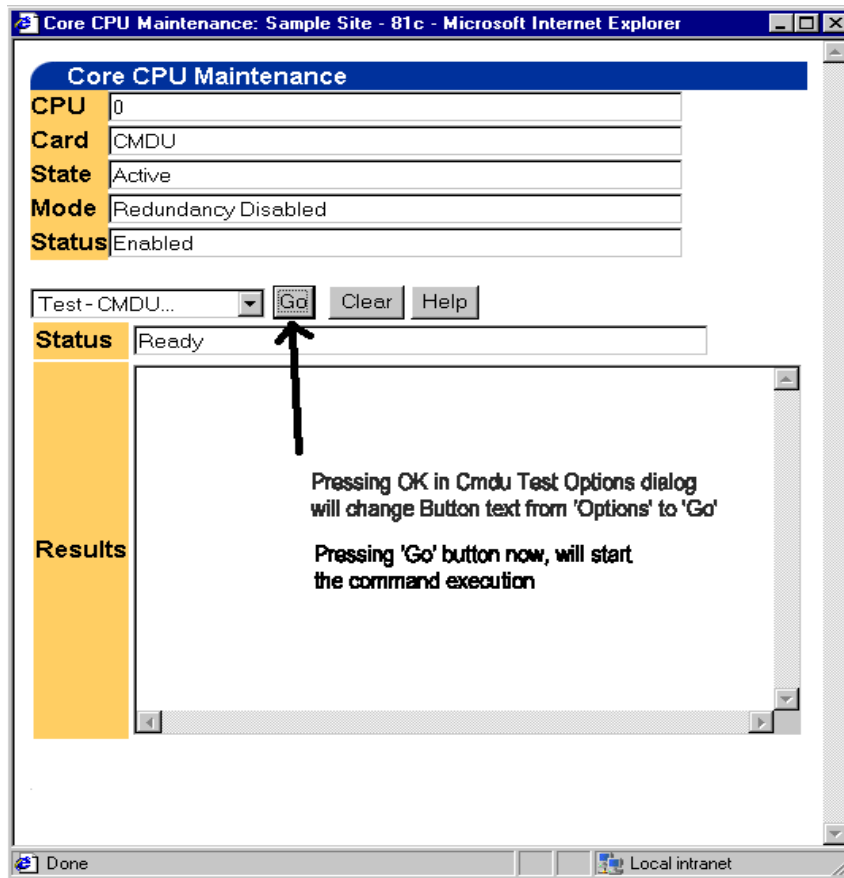 Core CPU Maintenance: Sample Site - 81c - Microsoft Internet Explorer
Core CPU Maintenance
CPU 0
Card CMDU
State Active
Mode Redundancy Disabled
Status Enabled
Test-CMDU... Go Clear Help
Status Ready
Pressing OK in Cmdu Test Options dialog
will change Button text from 'Options' to 'Go'
Results
Pressing 'Go' button now, will start
the command execution
Done Local intranet